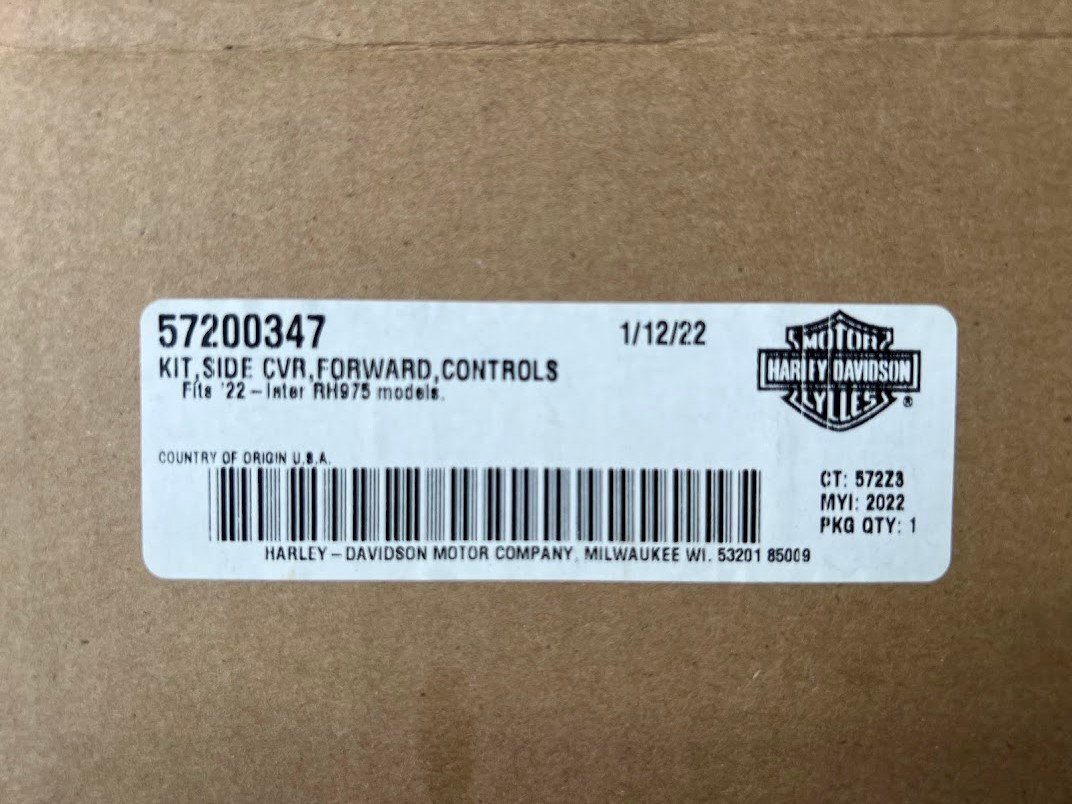 57200347
1/12/22
KIT,SIDE CVR,FORWARD,CONTROLS
Fits '22 – later RH975 models.
MOTOR
HARLEY-DAVIDSON
CYCLES
®
COUNTRY OF ORIGIN U.S.A.
CT: 572Z3
MYI: 2022
PKG QTY: 1
HARLEY – DAVIDSON MOTOR COMPANY, MILWAUKEE WI. 53201 85009